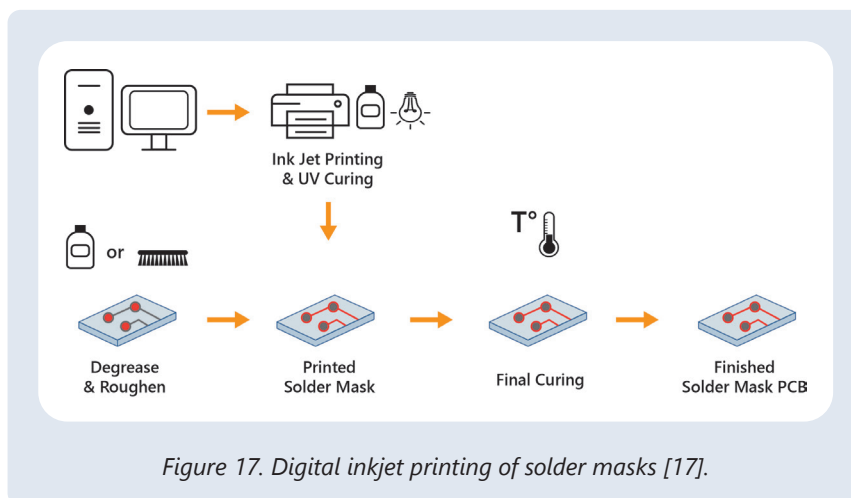 Ink Jet Printing
& UV Curing
or
T°
Degrease
& Roughen
Printed
Solder Mask
Final Curing
Finished
Solder Mask PCB
Figure 17. Digital inkjet printing of solder masks [17].